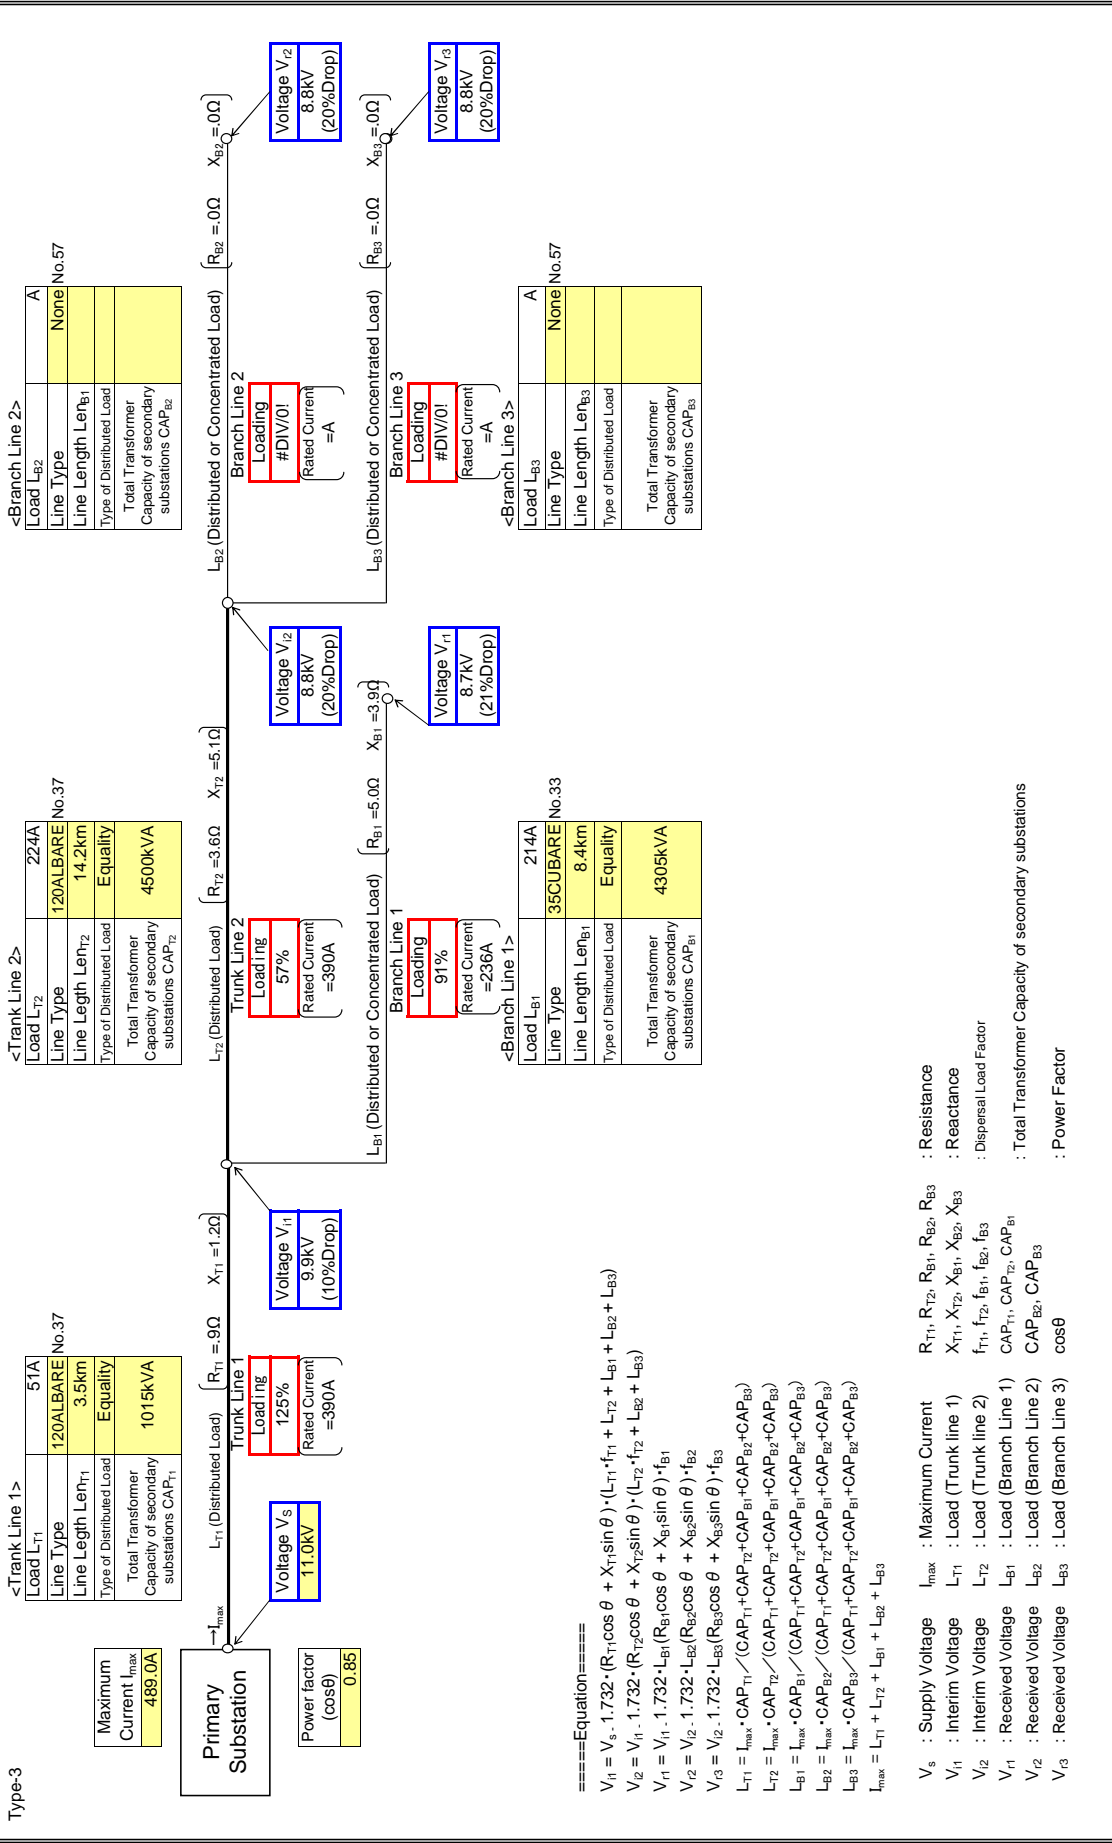 Type-3
Maximum
Current Imax
489.0A
Primary
Substation
Power factor
(cosθ)
0.85
→Imax
Voltage VS
11.0kV
<Trank Line 1>
Load LT1 51A
Line Type 120ALBARE No.37
Line Legth LenT1 3.5km
Type of Distributed Load Equality
Total Transformer
Capacity of secondary
substations CAPT1
1015kVA
LT1 (Distributed Load)
RT1 =.9Ω XT1 =1.2Ω
Trunk Line 1
Loading
125%
Rated Current
=390A
Voltage Vi1
9.9kV
(10%Drop)
<Trank Line 2>
Load LT2 224A
Line Type 120ALBARE No.37
Line Length LenT2 14.2km
Type of Distributed Load Equality
Total Transformer
Capacity of secondary
substations CAPT2
4500kVA
LT2 (Distributed Load)
RT2 =3.6Ω XT2 =5.1Ω
Trunk Line 2
Loading
57%
Rated Current
=390A
Voltage Vi2
8.8kV
(20%Drop)
LB1 (Distributed or Concentrated Load)
RB1 =5.0Ω XB1 =3.9Ω
Branch Line 1
Loading
91%
Rated Current
=236A
Voltage Vr1
8.7kV
(21%Drop)
<Branch Line 1>
Load LB1 214A
Line Type 35CUBARE No.33
Line Length LenB1 8.4km
Type of Distributed Load Equality
Total Transformer
Capacity of secondary
substations CAPB1
4305kVA
<Branch Line 2>
Load LB2 A
Line Type None No.57
Line Length LenB1
Type of Distributed Load
Total Transformer
Capacity of secondary
substations CAPB2
LB2 (Distributed or Concentrated Load)
RB2 =.0Ω XB2 =.0Ω
Branch Line 2
Loading
#DIV/0!
Rated Current
=A
Voltage Vr2
8.8kV
(20%Drop)
LB3 (Distributed or Concentrated Load)
RB3 =.0Ω XB3 =.0Ω
Branch Line 3
Loading
#DIV/0!
Rated Current
=A
Voltage Vr3
8.8kV
(20%Drop)
<Branch Line 3>
Load LB3 A
Line Type None No.57
Line Length LenB3
Type of Distributed Load
Total Transformer
Capacity of secondary
substations CAPB3
=====Equation=====
Vi1 = Vs - 1.732・(RT1cos θ + XT1sin θ)・(LT1・fT1 + LT2 + LB1 + LB2 + LB3)
Vi2 = Vi1 - 1.732・(RT2cos θ + XT2sin θ)・(LT2・fT2 + LB2 + LB3)
Vr1 = Vi1 - 1.732・LB1(RB1cos θ + XB1sin θ)・fB1
Vr2 = Vi2 - 1.732・LB2(RB2cos θ + XB2sin θ)・fB2
Vr3 = Vi2 - 1.732・LB3(RB3cos θ + XB3sin θ)・fB3
LT1 = Imax・CAPT1／(CAPT1+CAPT2+CAPB1+CAPB2+CAPB3)
LT2 = Imax・CAPT2／(CAPT1+CAPT2+CAPB1+CAPB2+CAPB3)
LB1 = Imax・CAPB1／(CAPT1+CAPT2+CAPB1+CAPB2+CAPB3)
LB2 = Imax・CAPB2／(CAPT1+CAPT2+CAPB1+CAPB2+CAPB3)
LB3 = Imax・CAPB3／(CAPT1+CAPT2+CAPB1+CAPB2+CAPB3)
Imax = LT1 + LT2 + LB1 + LB2 + LB3
Vs : Supply Voltage Imax : Maximum Current RT1, RT2, RB1, RB2, RB3 : Resistance
Vi1 : Interim Voltage LT1 : Load (Trunk line 1) XT1, XT2, XB1, XB2, XB3 : Reactance
Vi2 : Interim Voltage LT2 : Load (Trunk line 2) fT1, fT2, fB1, fB2, fB3 : Dispersal Load Factor
Vr1 : Received Voltage LB1 : Load (Branch Line 1) CAPT1, CAPT2, CAPB1 : Total Transformer Capacity of secondary substations
Vr2 : Received Voltage LB2 : Load (Branch Line 2) CAPB2, CAPB3
Vr3 : Received Voltage LB3 : Load (Branch Line 3) cosθ : Power Factor